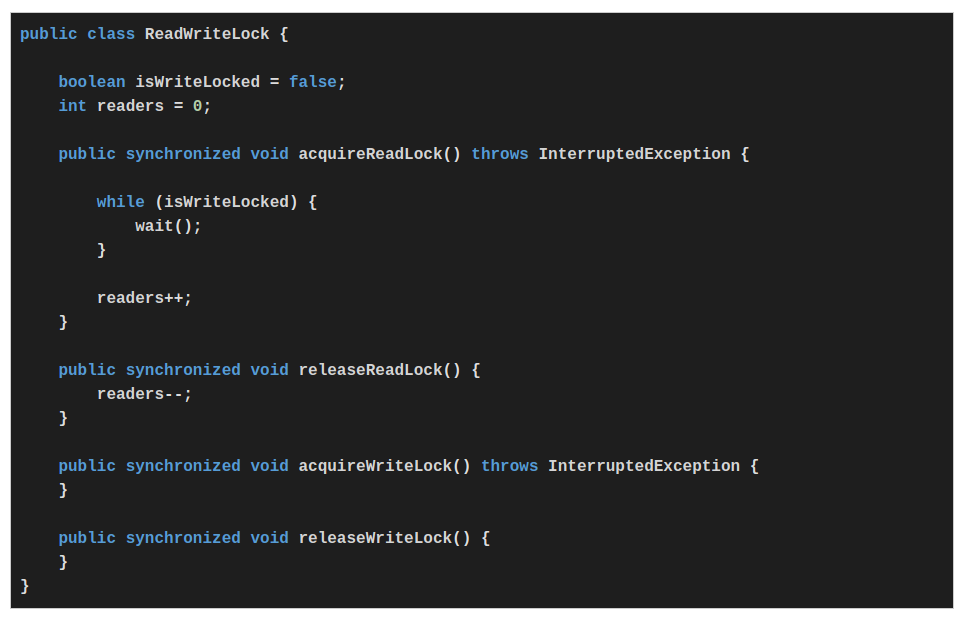 public class ReadWriteLock {
    boolean isWriteLocked = false;
    int readers = 0;
    public synchronized void acquireReadLock() throws InterruptedException {
        while (isWriteLocked) {
            wait();
        }
        readers++;
    }
    public synchronized void releaseReadLock() {
        readers--;
    }
    public synchronized void acquireWriteLock() throws InterruptedException {
    }
    public synchronized void releaseWriteLock() {
    }
}